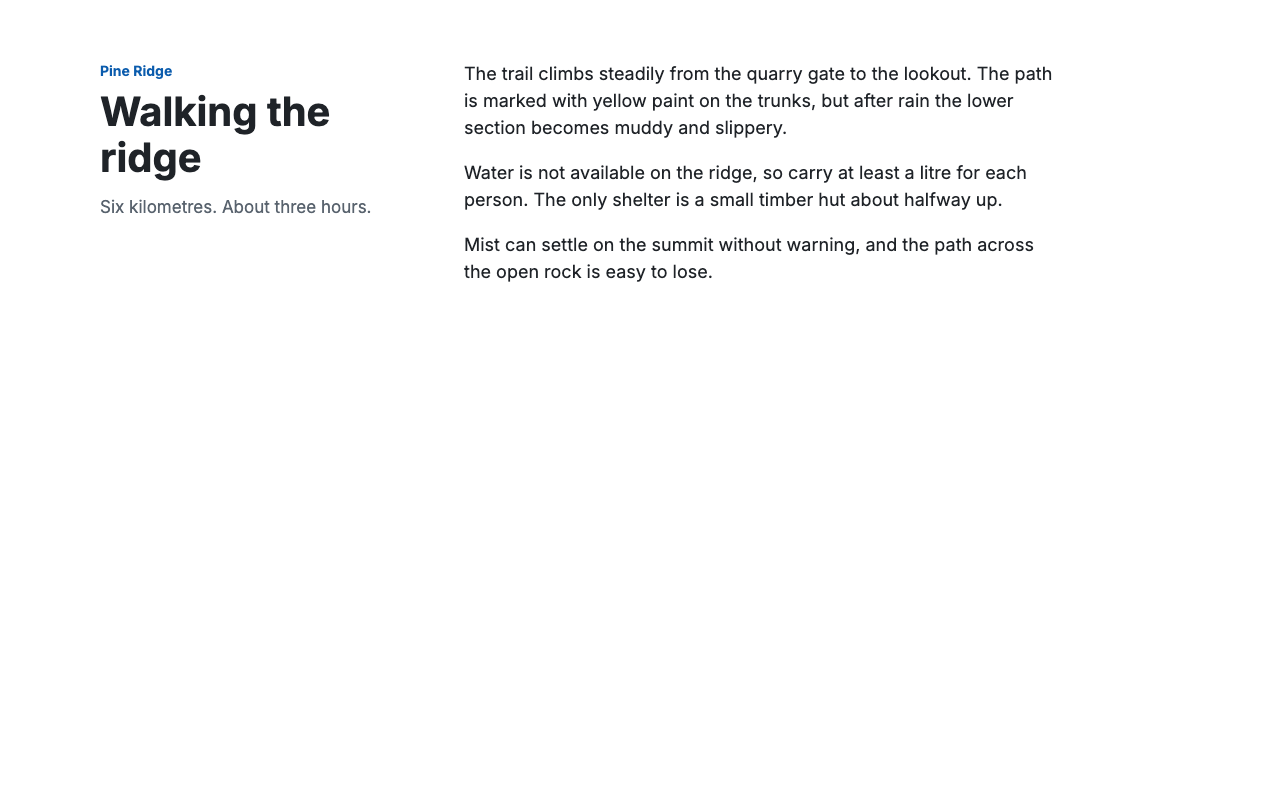 Pine Ridge
Walking the
ridge
Six kilometres. About three hours.
The trail climbs steadily from the quarry gate to the lookout. The path
is marked with yellow paint on the trunks, but after rain the lower
section becomes muddy and slippery.
Water is not available on the ridge, so carry at least a litre for each
person. The only shelter is a small timber hut about halfway up.
Mist can settle on the summit without warning, and the path across
the open rock is easy to lose.